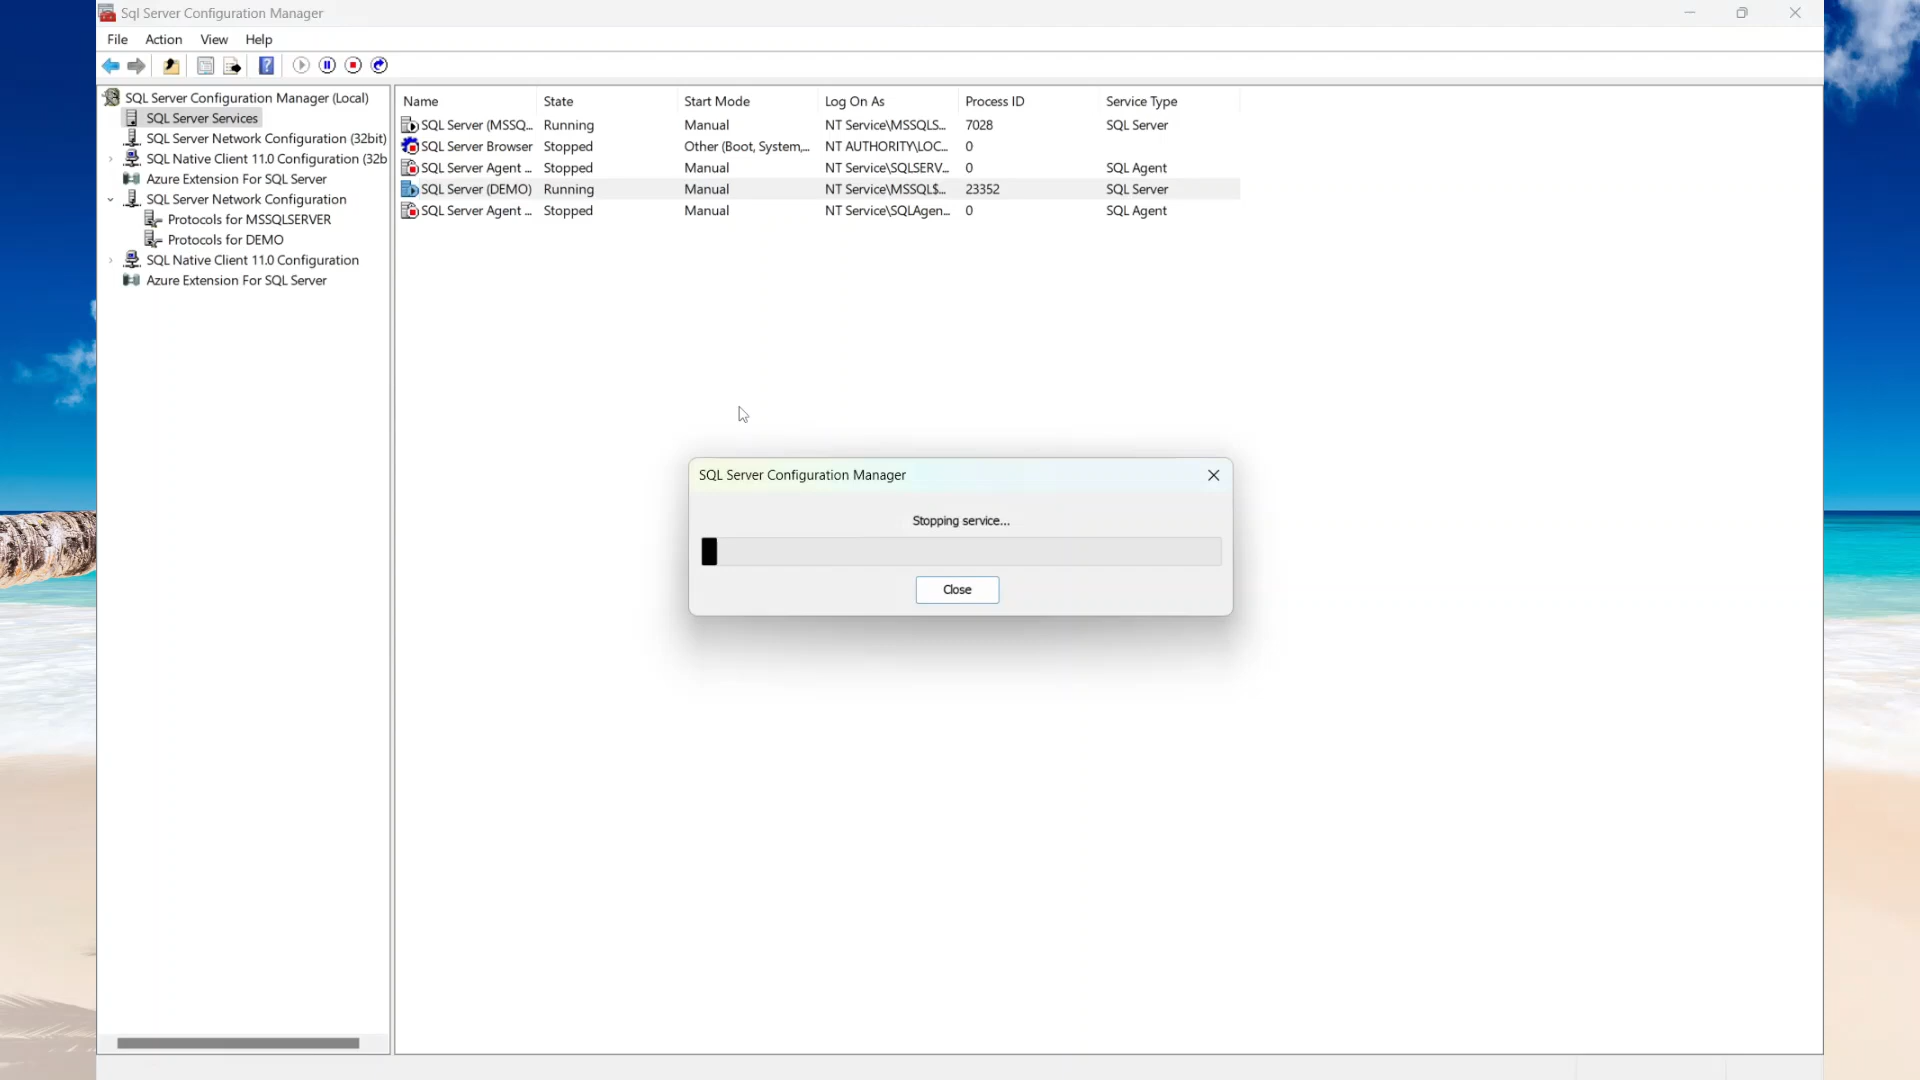 Sql Server Configuration Manager
File Action View Help
SQL Server Configuration Manager (Local)
SQL Server Services
SQL Server Network Configuration (32bit)
SQL Native Client 11.0 Configuration (32b
Azure Extension For SQL Server
SQL Server Network Configuration
Protocols for MSSQLSERVER
Protocols for DEMO
SQL Native Client 11.0 Configuration
Azure Extension For SQL Server
Name State Start Mode Log On As Process ID Service Type
SQL Server (MSSQ... Running Manual NT Service\MSSQLS... 7028 SQL Server
SQL Server Browser Stopped Other (Boot, System,... NT AUTHORITY\LOC... 0
SQL Server Agent ... Stopped Manual NT Service\SQLSERV... 0 SQL Agent
SQL Server (DEMO) Running Manual NT Service\MSSQL$... 23352 SQL Server
SQL Server Agent ... Stopped Manual NT Service\SQLAgen... 0 SQL Agent
SQL Server Configuration Manager
Stopping service...
Close